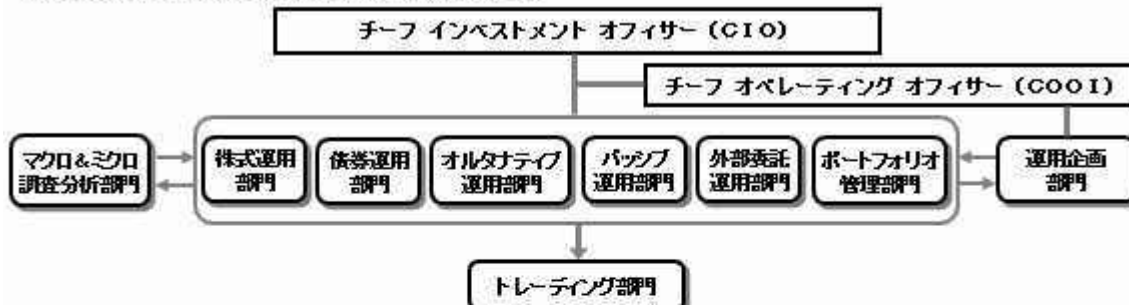 チーフ インベストメント オフィサー (CIO)
チーフ オペレーティング オフィサー (COOI)
マクロ&ミクロ
調査分析部門
株式運用
部門
債券運用
部門
オルタナティブ
運用部門
パッシブ
運用部門
外部委託
運用部門
ポートフォリオ
管理部門
運用企画
部門
トレーディング部門